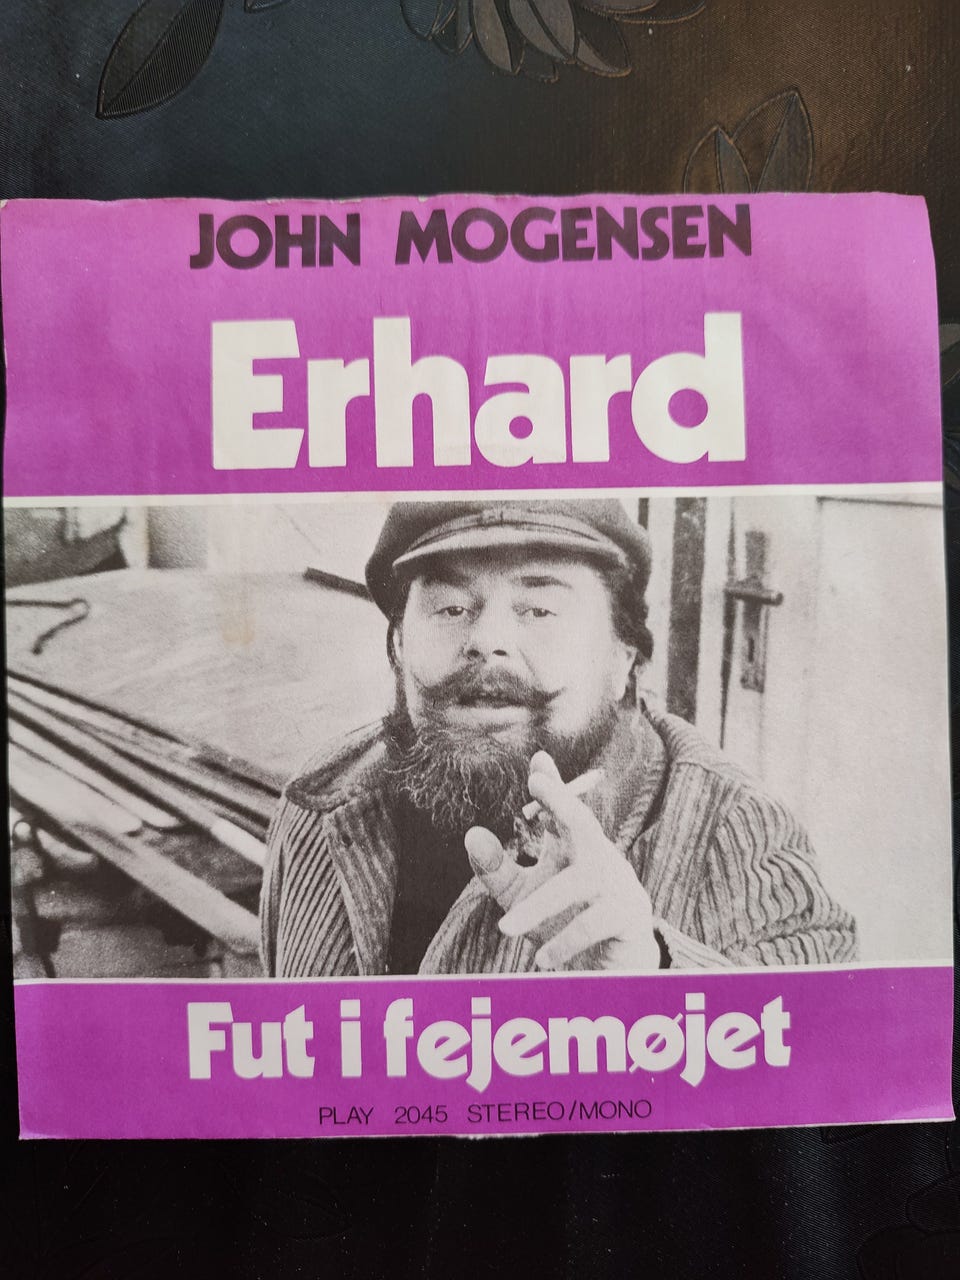 JOHN MOGENSEN
Erhard
Fut i fejemøjet
PLAY 2045 STEREO/MONO